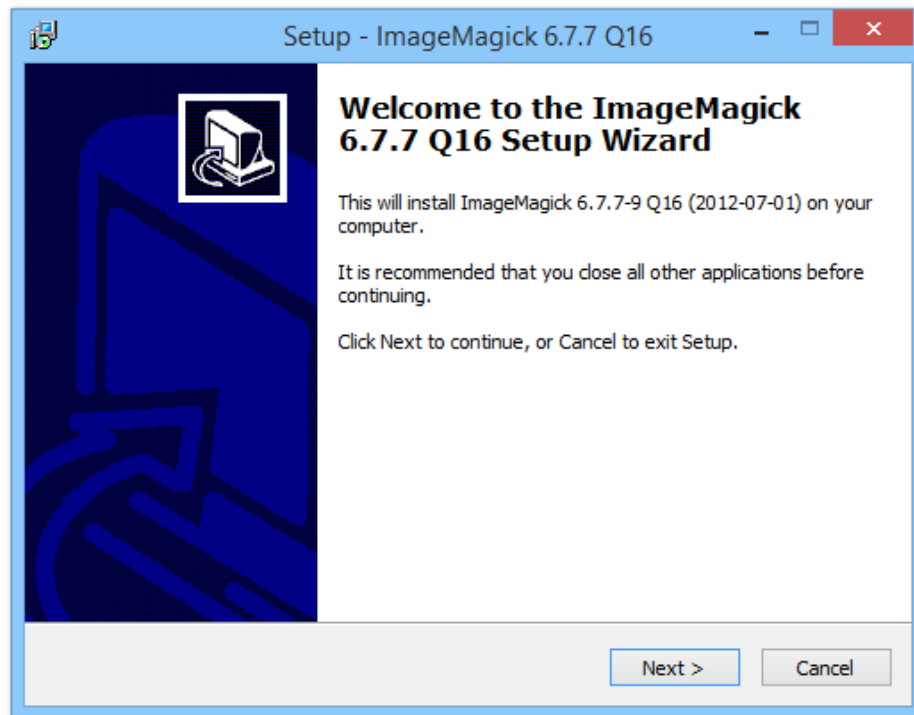 Setup - ImageMagick 6.7.7 Q16
Welcome to the ImageMagick
6.7.7 Q16 Setup Wizard
This will install ImageMagick 6.7.7-9 Q16 (2012-07-01) on your
computer.
It is recommended that you close all other applications before
continuing.
Click Next to continue, or Cancel to exit Setup.
Next >
Cancel